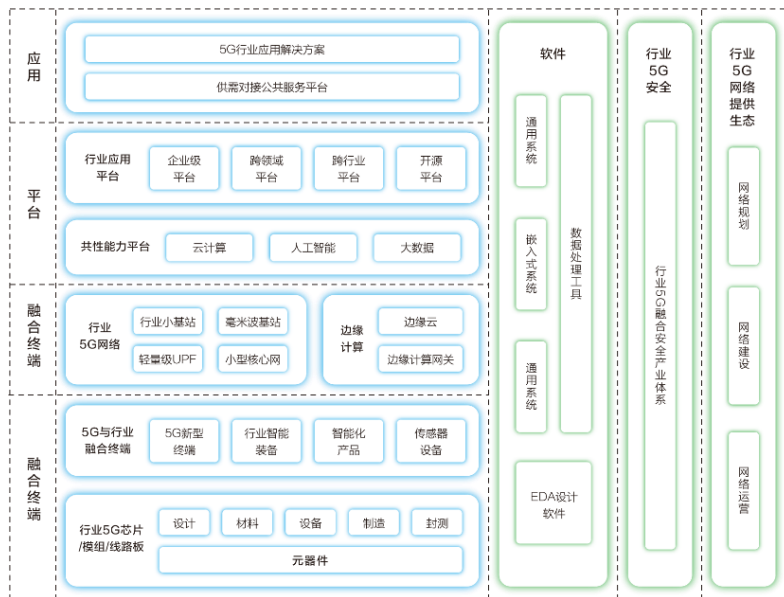 应用
5G行业应用解决方案
供需对接公共服务平台
平台
行业应用
平台
企业级
平台
跨领域
平台
跨行业
平台
开源
平台
共性能力平台
云计算
人工智能
大数据
融合终端
行业
5G网络
行业小基站
毫米波基站
轻量级UPF
小型核心网
边缘
计算
边缘云
边缘计算网关
融合终端
5G与行业
融合终端
5G新型
终端
行业智能
装备
智能化
产品
传感器
设备
行业5G芯片
/模组/线路板
设计
材料
设备
制造
封测
元器件
软件
通用系统
嵌入式系统
通用系统
数据处理工具
EDA设计
软件
行业
5G
安全
行业5G融合安全产业体系
行业
5G
网络
提供
生态
网络规划
网络建设
网络运营